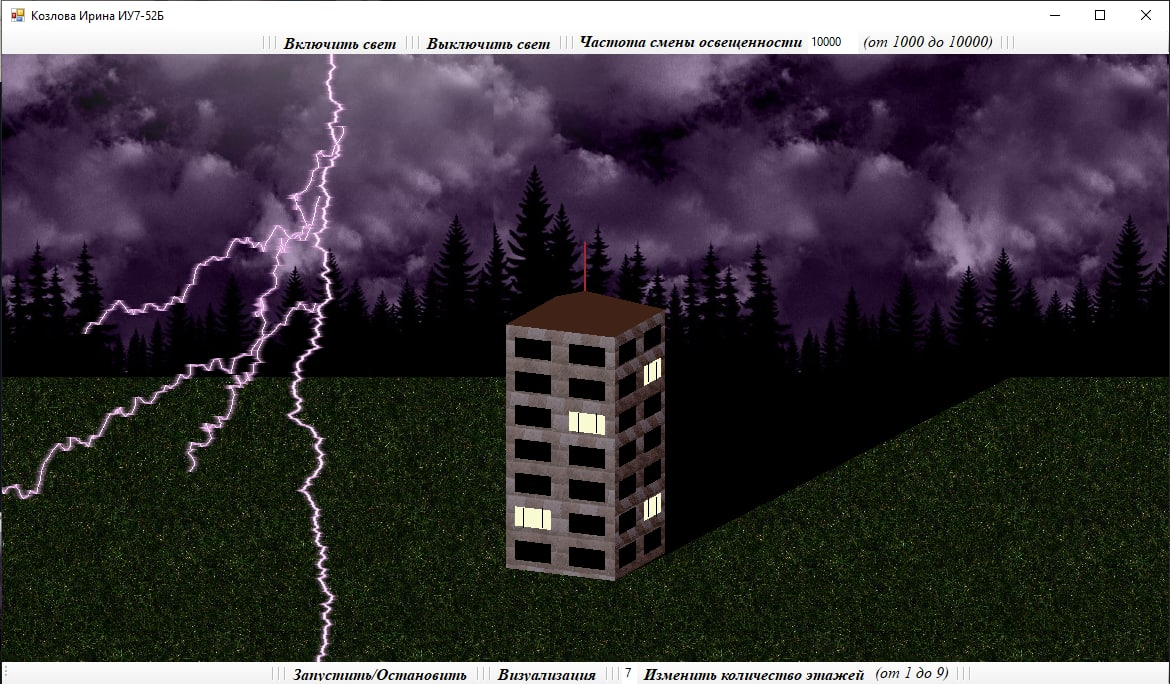 Козлова Ирина ИУ7-52Б
Включить свет Выключить свет Частота смены освещенности 10000 (от 1000 до 10000)
Запустить/Остановить Визуализация 7 Изменить количество этажей (от 1 до 9)